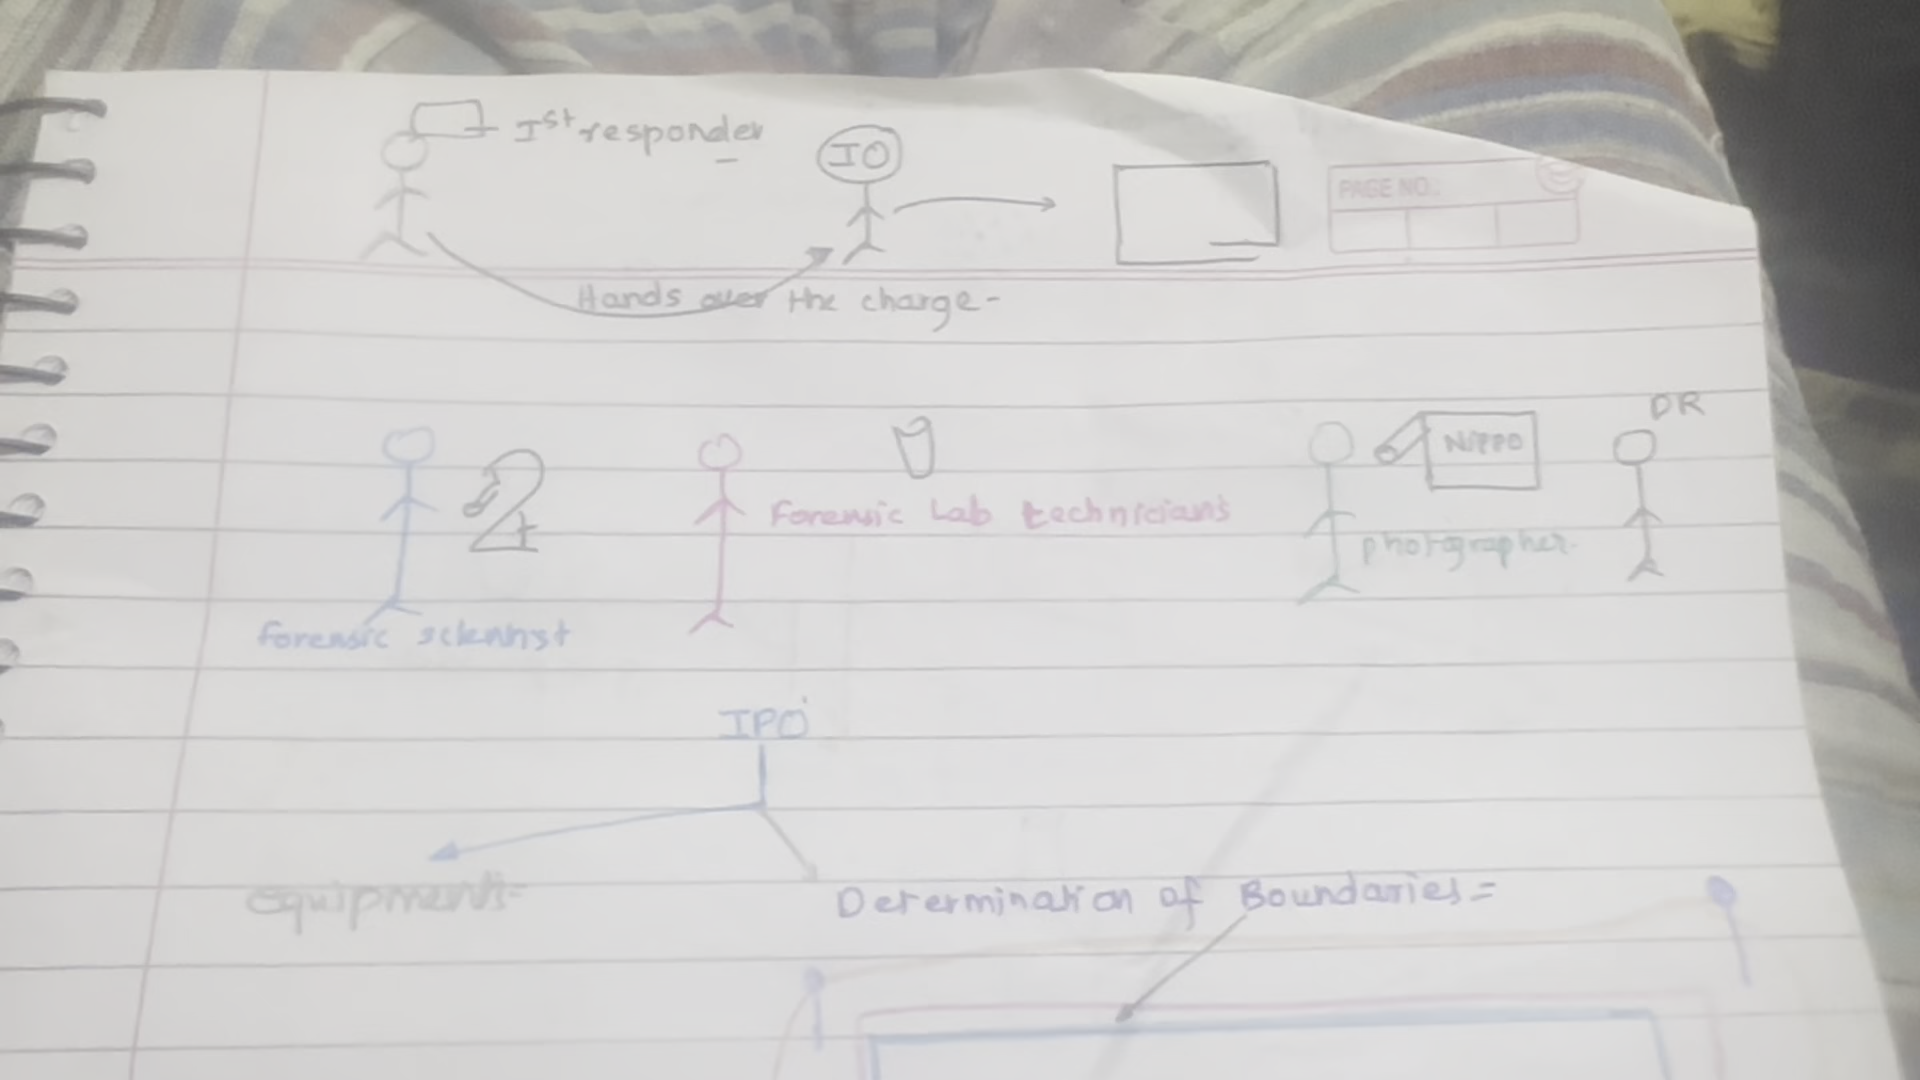 Ist responder
IO
PAGE NO.:
Hands over the charge-
DR
NIPPO
Forensic Lab technicians
photographer-
forensic scientist
IPO
equipments-
Determination of Boundaries=